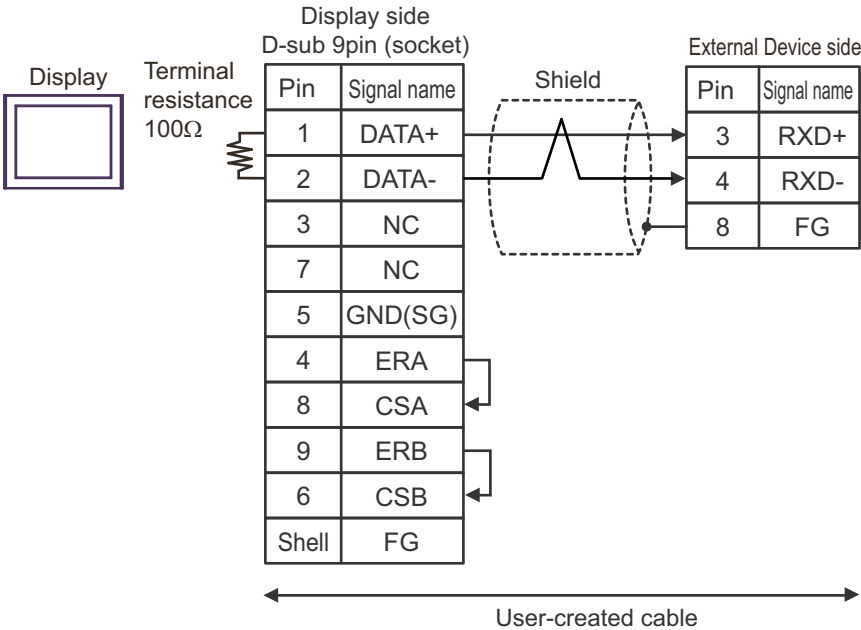 Display side
D-sub 9pin (socket)
External Device side
Display
Terminal
resistance
100Ω
Shield
Pin Signal name
1 DATA+
2 DATA-
3 NC
7 NC
5 GND(SG)
4 ERA
8 CSA
9 ERB
6 CSB
Shell FG
Pin Signal name
3 RXD+
4 RXD-
8 FG
User-created cable